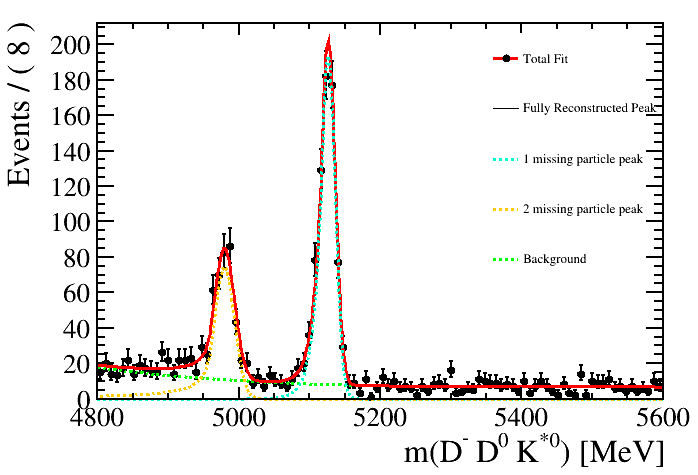 Events / ( 8 )
200
180
160
140
120
100
80
60
40
20
0
4800 5000 5200 5400 5600
m(D⁻ D⁰ K*⁰) [MeV]
Total Fit
Fully Reconstructed Peak
1 missing particle peak
2 missing particle peak
Background